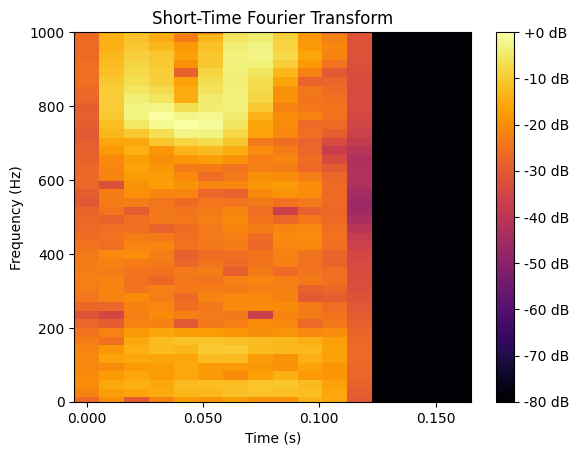 Short-Time Fourier Transform
1000
800
600
400
200
0
Frequency (Hz)
0.000
0.050
0.100
0.150
Time (s)
+0 dB
-10 dB
-20 dB
-30 dB
-40 dB
-50 dB
-60 dB
-70 dB
-80 dB